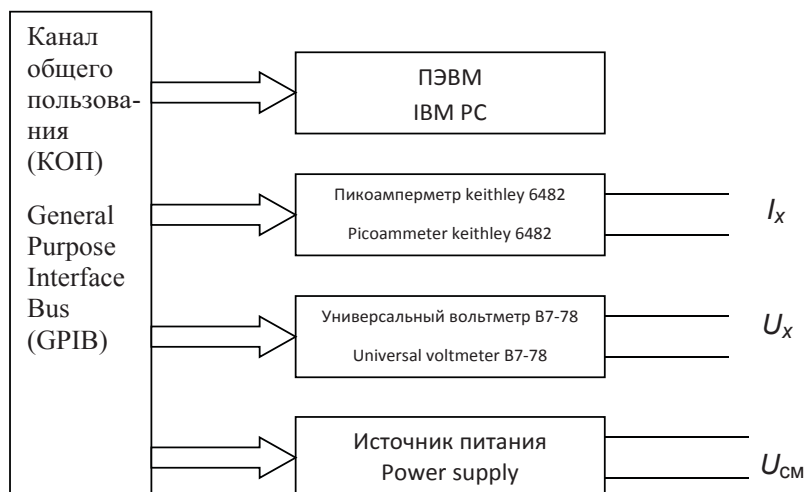 Канал
общего
пользова-
ния
(КОП)
General
Purpose
Interface
Bus
(GPIB)
ПЭВМ
IBM PC
Пикоамперметр keithley 6482
Picoammeter keithley 6482
Ix
Универсальный вольтметр В7-78
Universal voltmeter В7-78
Ux
Источник питания
Power supply
Uсм